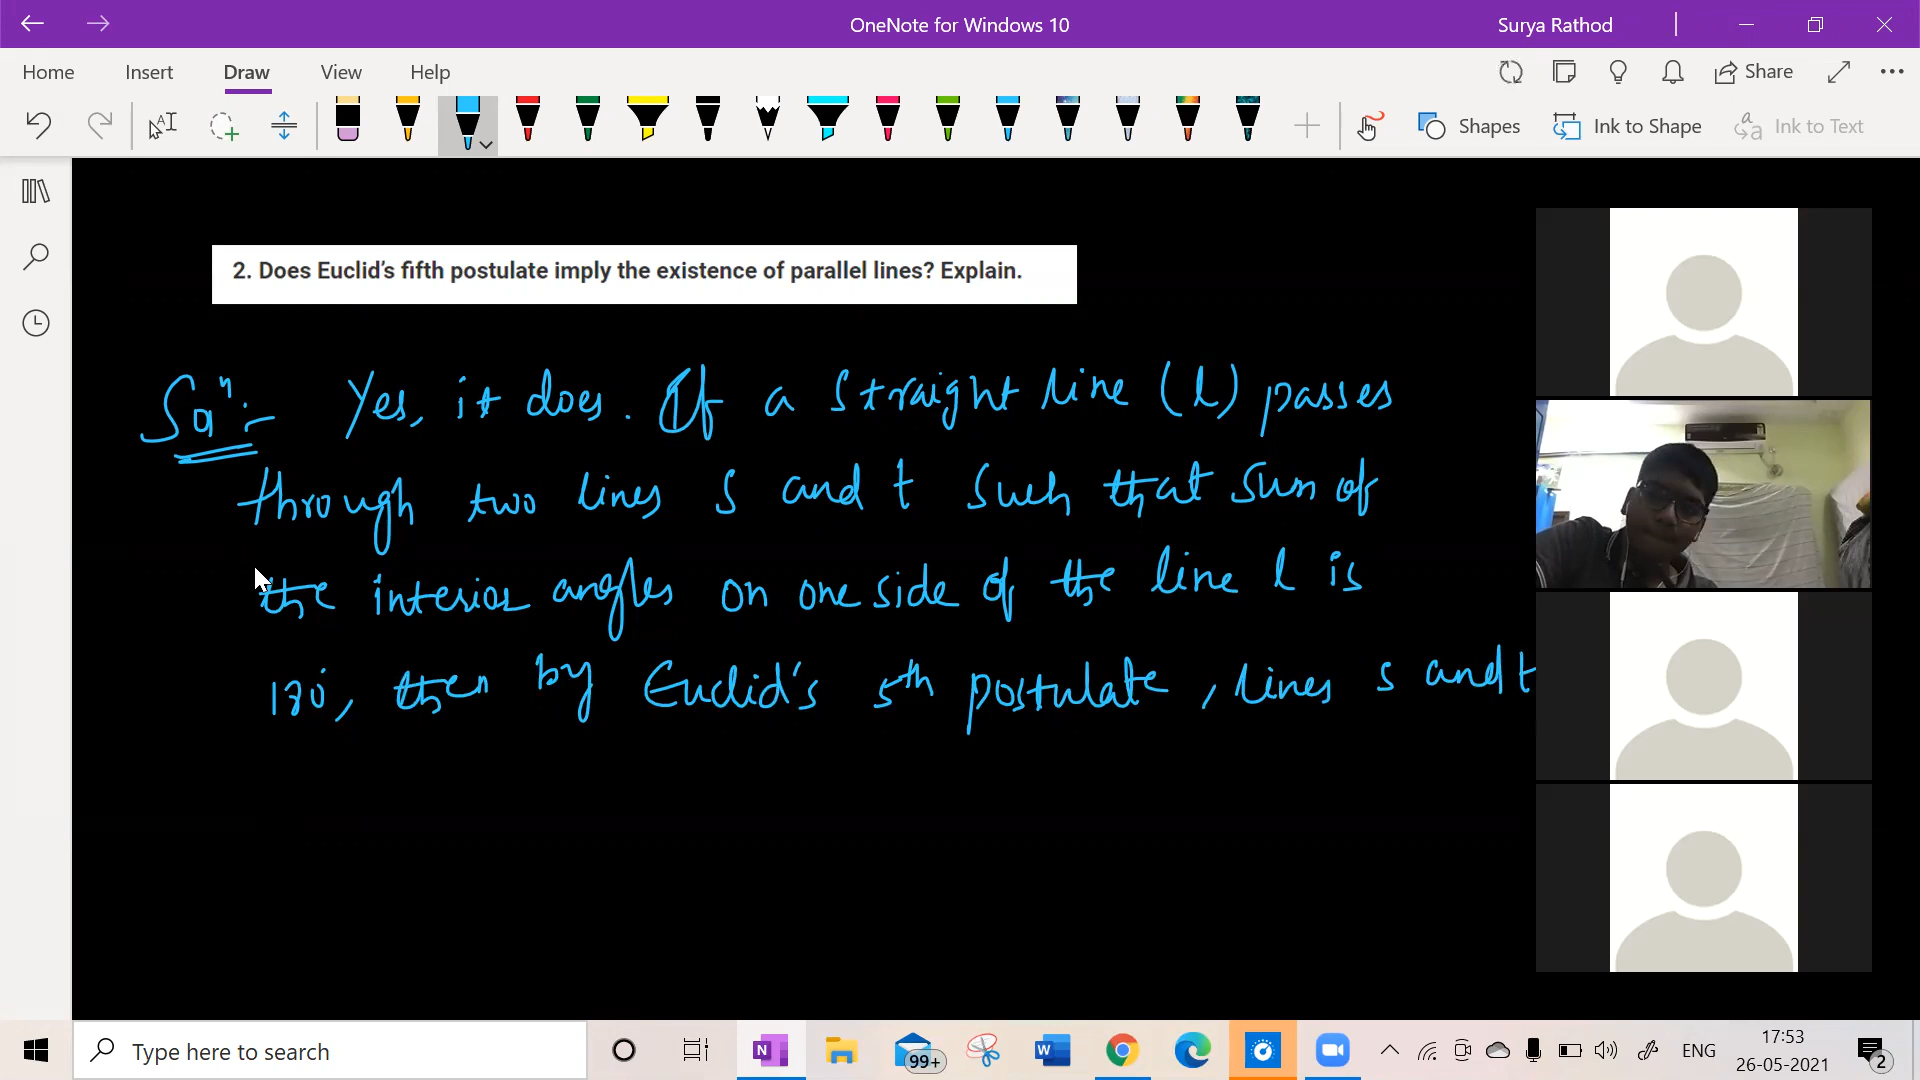 OneNote for Windows 10
Surya Rathod
Home Insert Draw View Help
Share
Shapes Ink to Shape Ink to Text
2. Does Euclid's fifth postulate imply the existence of parallel lines? Explain.
Solⁿ:- Yes, it does. If a straight line (l) passes
through two lines s and t such that sum of
the interior angles on one side of the line l is
180°, then by Euclid's 5th postulate, lines s and t
Type here to search
99+
ENG
17:53
26-05-2021
2